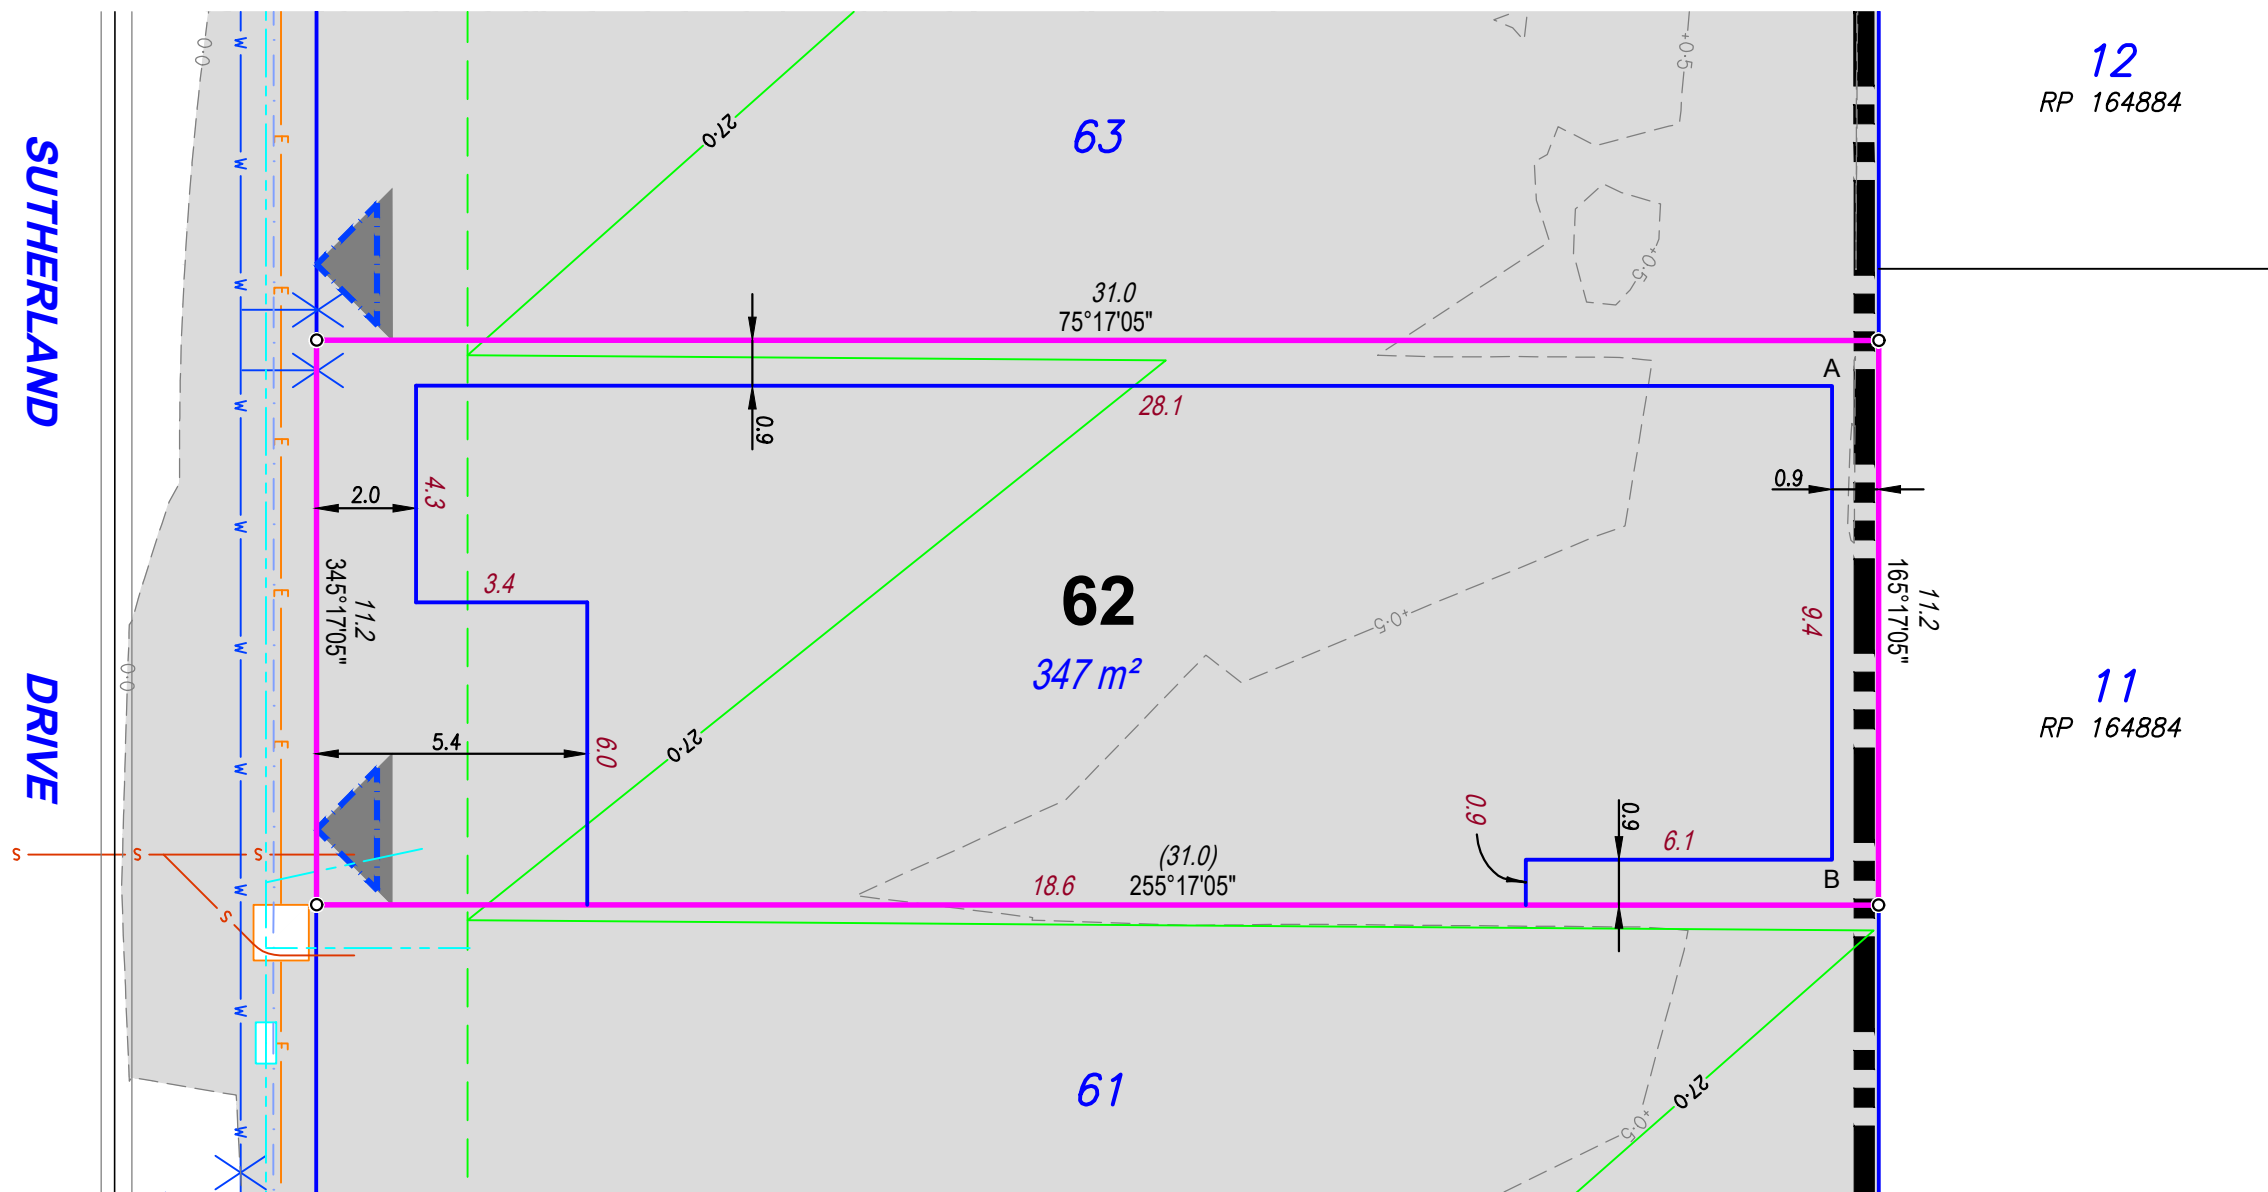 12
RP 164884
63
SUTHERLAND
DRIVE
0·0
0·0
W
W
W
W
W
W
W
W
W
W
E
E
E
E
E
E
27·0
+0·5
+0·5
31.0
75°17'05"
A
28.1
0.9
2.0
4.3
0.9
3.4
62
347 m²
+0·5
11.2
345°17'05"
9.4
11.2
165°17'05"
11
RP 164884
5.4
6.0
27·0
0.9
0.9
6.1
S
S
S
S
(31.0)
255°17'05"
18.6
B
61
27·0
+0·5